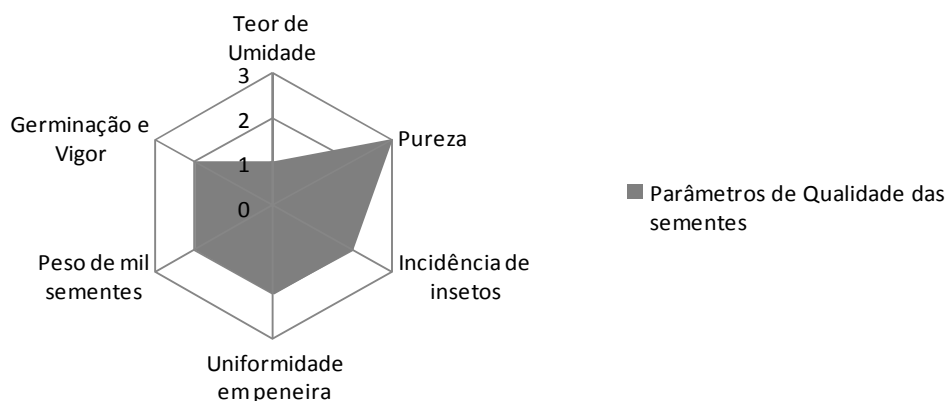 Teor de
Umidade
3
2
1
0
Germinação e
Vigor
Pureza
Peso de mil
sementes
Incidência de
insetos
Uniformidade
em peneira
Parâmetros de Qualidade das
sementes